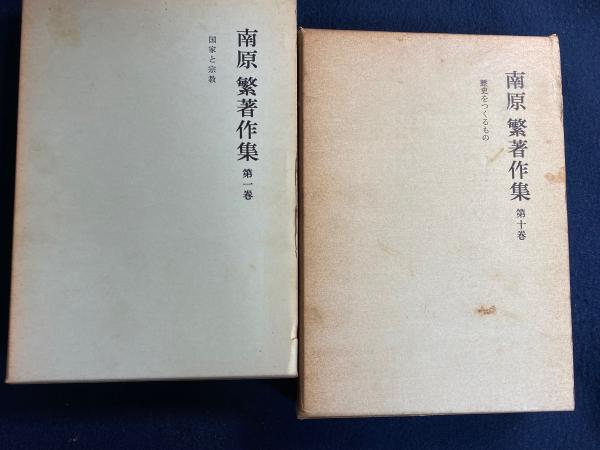 南原 繁著作集 第一巻
国家と宗教
南原 繁著作集 第十巻
歴史をつくるもの